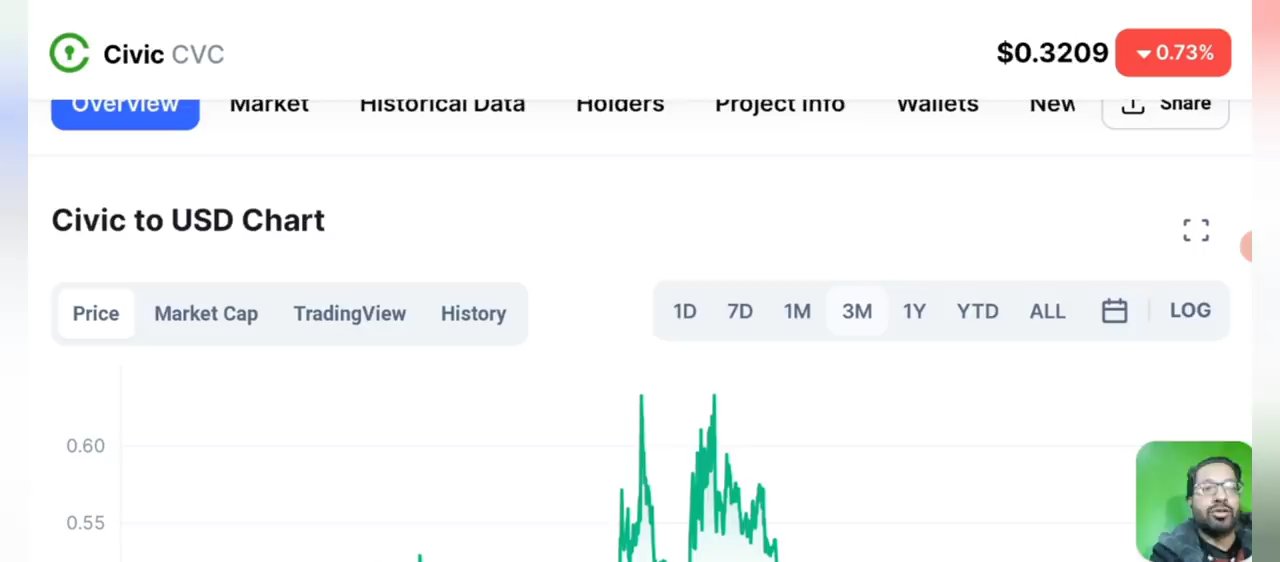 Civic CVC $0.3209 0.73%
Overview Market Historical Data Holders Project Info Wallets New Share
Civic to USD Chart
Price Market Cap TradingView History 1D 7D 1M 3M 1Y YTD ALL LOG
0.60
0.55